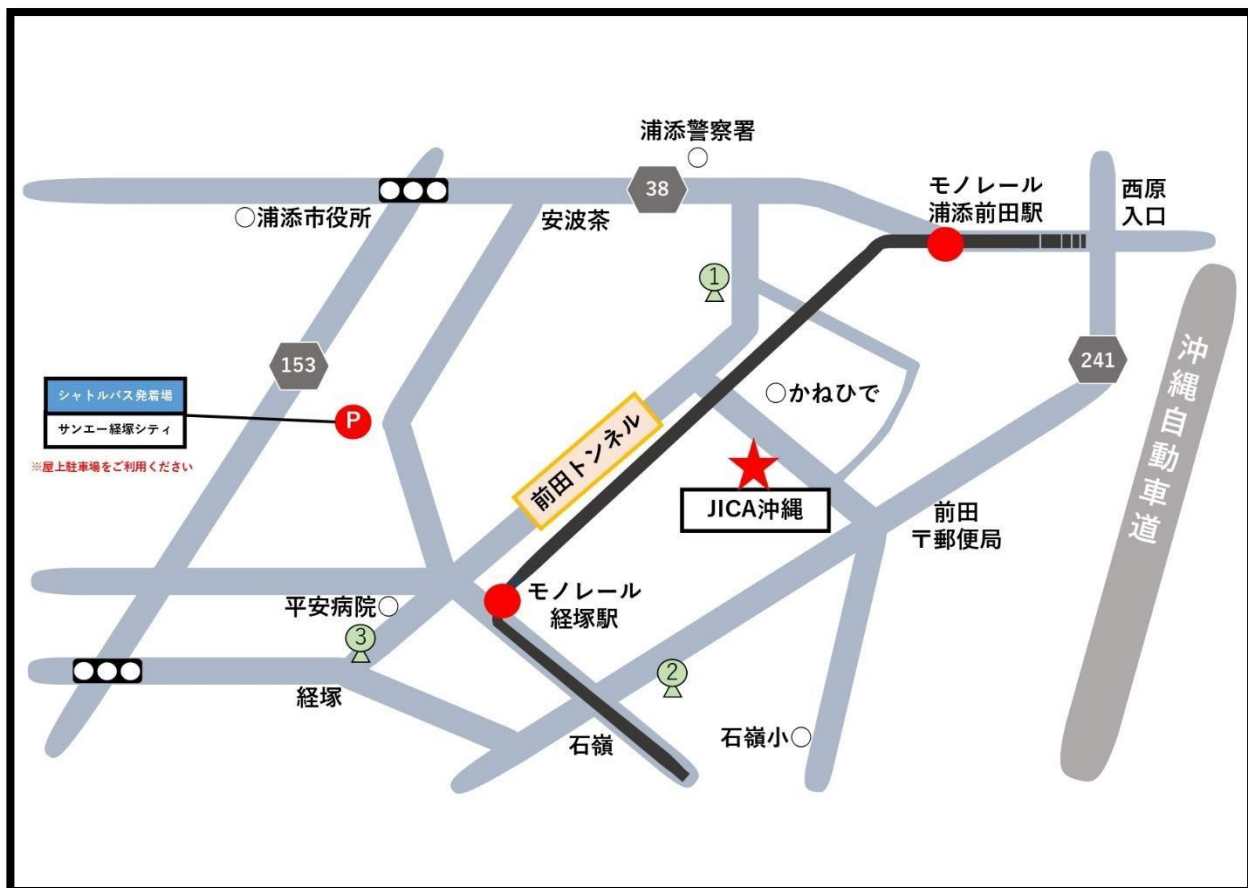 浦添警察署
38
モノレール
浦添前田駅
西原
入口
○浦添市役所
安波茶
1
153
241
沖縄自動車道
シャトルバス発着場
サンエー経塚シティ
P
※屋上駐車場をご利用ください
○かねひで
前田トンネル
JICA沖縄
前田
〒郵便局
平安病院○
モノレール
経塚駅
3
2
経塚
石嶺
石嶺小○